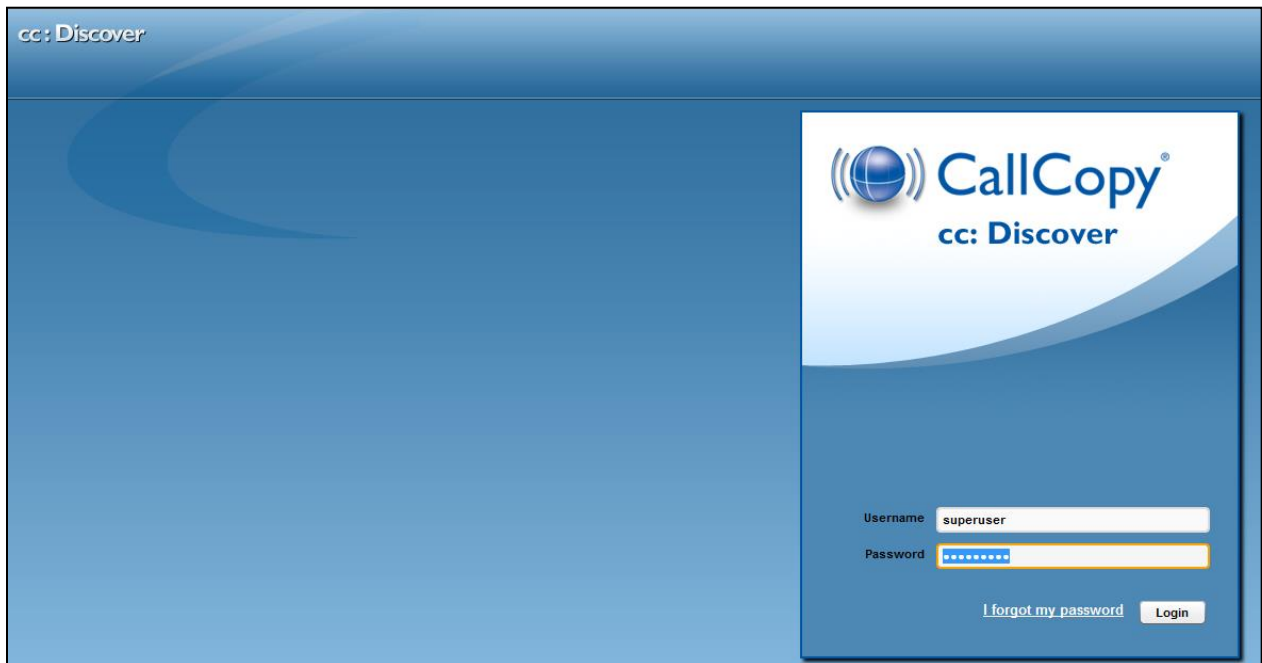 cc: Discover
CallCopy®
cc: Discover
Username superuser
Password •••••••••
I forgot my password Login